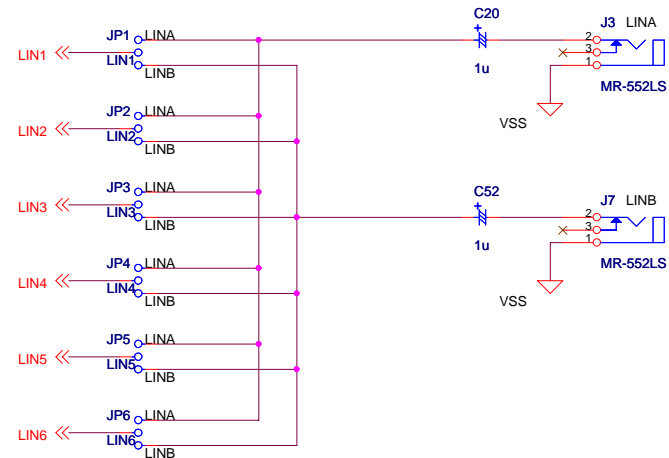 C20
J3 LINA
JP1 LINA
+
2
LIN1
3
LIN1
1
LINB
1u
MR-552LS
VSS
JP2 LINA
LIN2
LIN2
LINB
C52
J7 LINB
JP3 LINA
+
2
LIN3
LIN3
3
LINB
1
1u
MR-552LS
JP4 LINA
LIN4
LIN4
VSS
LINB
JP5 LINA
LIN5
LIN5
LINB
JP6 LINA
LIN6
LIN6
LINB